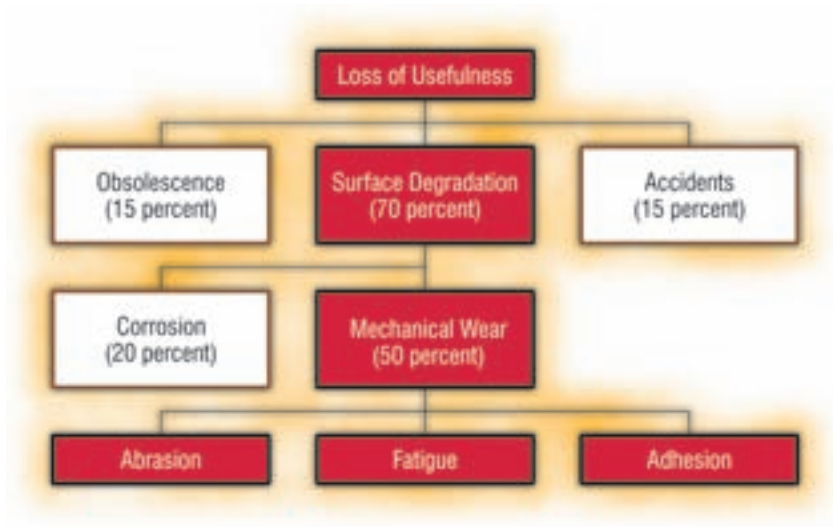 Loss of Usefulness
Obsolescence
(15 percent)
Surface Degradation
(70 percent)
Accidents
(15 percent)
Corrosion
(20 percent)
Mechanical Wear
(50 percent)
Abrasion
Fatigue
Adhesion